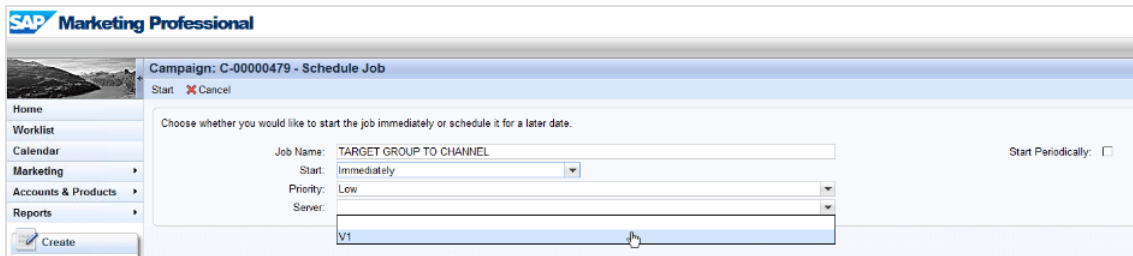 SAP Marketing Professional
Campaign: C-00000479 - Schedule Job
Start Cancel
Home
Worklist
Calendar
Marketing
Accounts & Products
Reports
Create
Choose whether you would like to start the job immediately or schedule it for a later date.
Job Name: TARGET GROUP TO CHANNEL
Start Periodically:
Start: Immediately
Priority: Low
Server:
V1